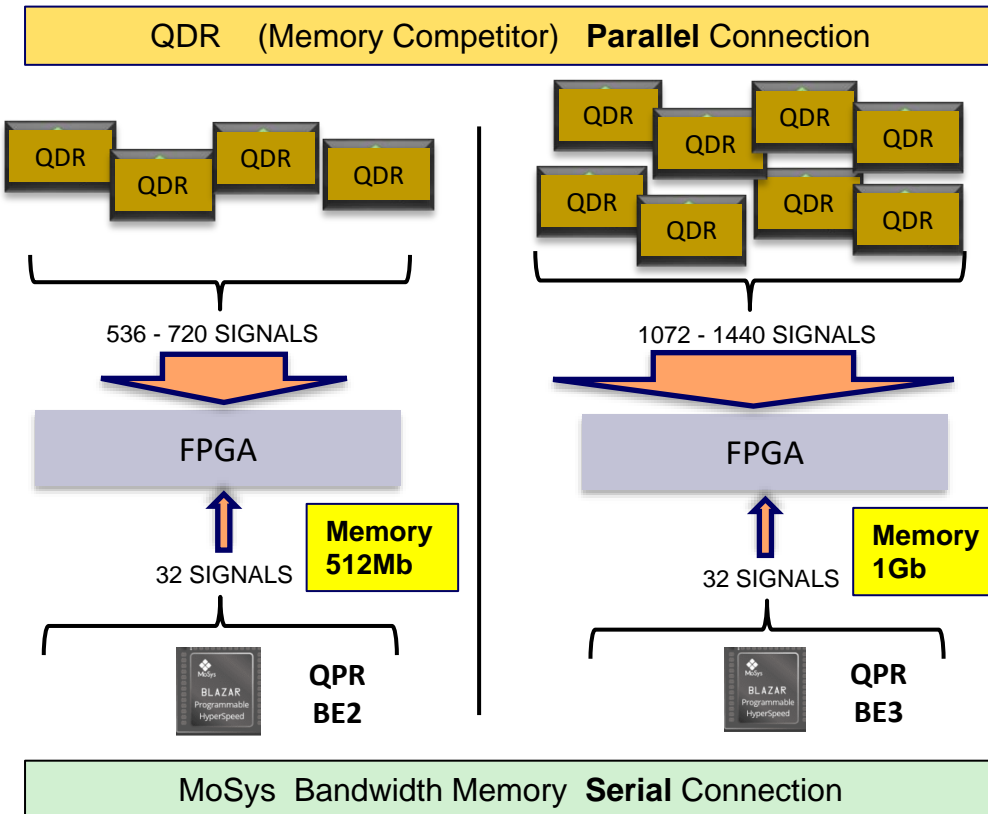 QDR (Memory Competitor) Parallel Connection
QDR
QDR
QDR
QDR
536 - 720 SIGNALS
FPGA
32 SIGNALS
Memory
512Mb
MoSys
BLAZAR
Programmable
HyperSpeed
QPR
BE2
QDR
QDR
QDR
QDR
QDR
QDR
QDR
QDR
1072 - 1440 SIGNALS
FPGA
32 SIGNALS
Memory
1Gb
MoSys
BLAZAR
Programmable
HyperSpeed
QPR
BE3
MoSys Bandwidth Memory Serial Connection